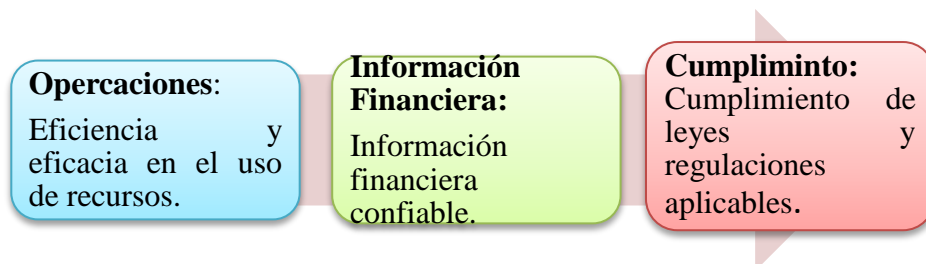 Opercaciones:
Eficiencia y
eficacia en el uso
de recursos.
Información
Financiera:
Información
financiera
confiable.
Cumpliminto:
Cumplimiento de
leyes y
regulaciones
aplicables.